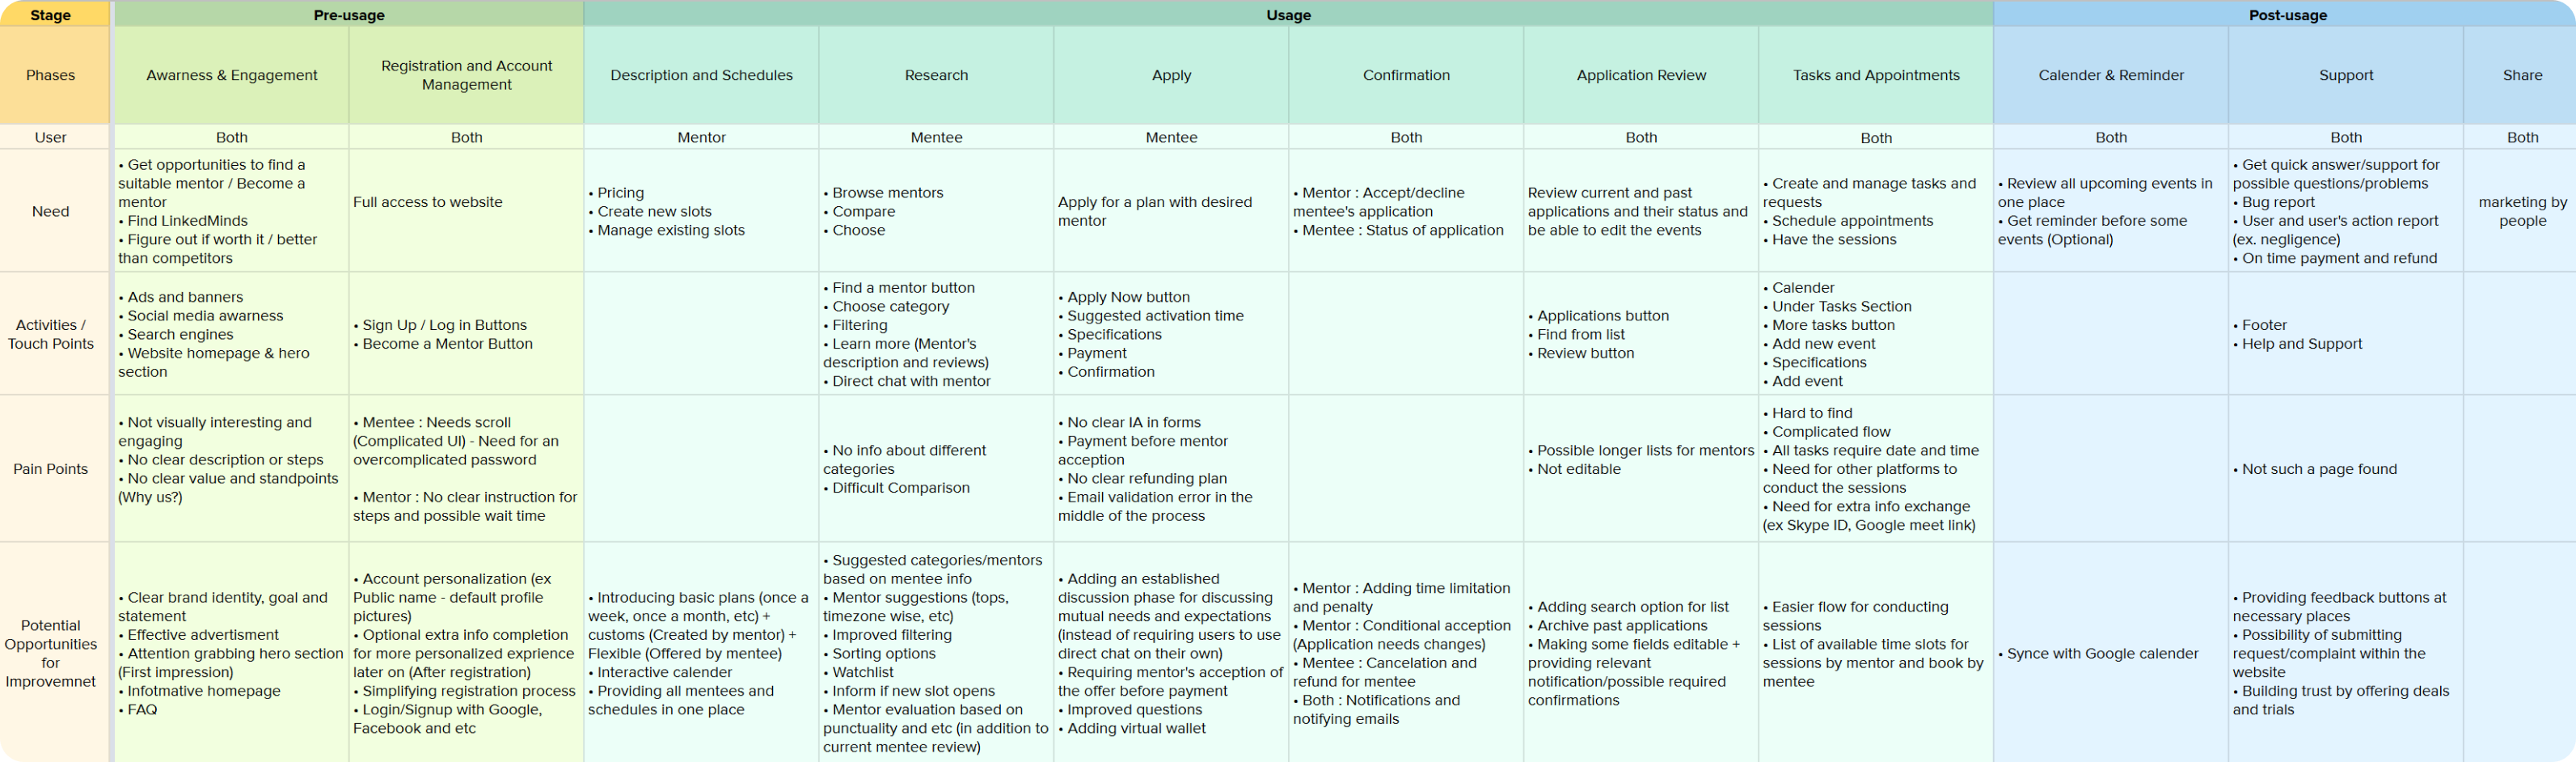 Stage
Pre-usage
Usage
Post-usage
Phases
Awarness & Engagement
Registration and Account
Management
Description and Schedules
Research
Apply
Confirmation
Application Review
Tasks and Appointments
Calender & Reminder
Support
Share
User
Both
Both
Mentor
Mentee
Mentee
Both
Both
Both
Both
Both
Both
Need
• Get opportunities to find a
suitable mentor / Become a
mentor
• Find LinkedMinds
• Figure out if worth it / better
than competitors
Full access to website
• Pricing
• Create new slots
• Manage existing slots
• Browse mentors
• Compare
• Choose
Apply for a plan with desired
mentor
• Mentor : Accept/decline
mentee's application
• Mentee : Status of application
Review current and past
applications and their status and
be able to edit the events
• Create and manage tasks and
requests
• Schedule appointments
• Have the sessions
• Review all upcoming events in
one place
• Get reminder before some
events (Optional)
• Get quick answer/support for
possible questions/problems
• Bug report
• User and user's action report
(ex. negligence)
• On time payment and refund
marketing by
people
Activities /
Touch Points
• Ads and banners
• Social media awarness
• Search engines
• Website homepage & hero
section
• Sign Up / Log in Buttons
• Become a Mentor Button
• Find a mentor button
• Choose category
• Filtering
• Learn more (Mentor's
description and reviews)
• Direct chat with mentor
• Apply Now button
• Suggested activation time
• Specifications
• Payment
• Confirmation
• Applications button
• Find from list
• Review button
• Calender
• Under Tasks Section
• More tasks button
• Add new event
• Specifications
• Add event
• Footer
• Help and Support
Pain Points
• Not visually interesting and
engaging
• No clear description or steps
• No clear value and standpoints
(Why us?)
• Mentee : Needs scroll
(Complicated UI) - Need for an
overcomplicated password
• Mentor : No clear instruction for
steps and possible wait time
• No info about different
categories
• Difficult Comparison
• No clear IA in forms
• Payment before mentor
acception
• No clear refunding plan
• Email validation error in the
middle of the process
• Possible longer lists for mentors
• Not editable
• Hard to find
• Complicated flow
• All tasks require date and time
• Need for other platforms to
conduct the sessions
• Need for extra info exchange
(ex Skype ID, Google meet link)
• Not such a page found
Potential
Opportunities
for
Improvemnet
• Clear brand identity, goal and
statement
• Effective advertisment
• Attention grabbing hero section
(First impression)
• Infotmative homepage
• FAQ
• Account personalization (ex
Public name - default profile
pictures)
• Optional extra info completion
for more personalized exprience
later on (After registration)
• Simplifying registration process
• Login/Signup with Google,
Facebook and etc
• Introducing basic plans (once a
week, once a month, etc) +
customs (Created by mentor) +
Flexible (Offered by mentee)
• Interactive calender
• Providing all mentees and
schedules in one place
• Suggested categories/mentors
based on mentee info
• Mentor suggestions (tops,
timezone wise, etc)
• Improved filtering
• Sorting options
• Watchlist
• Inform if new slot opens
• Mentor evaluation based on
punctuality and etc (in addition to
current mentee review)
• Adding an established
discussion phase for discussing
mutual needs and expectations
(instead of requiring users to use
direct chat on their own)
• Requiring mentor's acception of
the offer before payment
• Improved questions
• Adding virtual wallet
• Mentor : Adding time limitation
and penalty
• Mentor : Conditional acception
(Application needs changes)
• Mentee : Cancelation and
refund for mentee
• Both : Notifications and
notifying emails
• Adding search option for list
• Archive past applications
• Making some fields editable +
providing relevant
notification/possible required
confirmations
• Easier flow for conducting
sessions
• List of available time slots for
sessions by mentor and book by
mentee
• Synce with Google calender
• Providing feedback buttons at
necessary places
• Possibility of submitting
request/complaint within the
website
• Building trust by offering deals
and trials